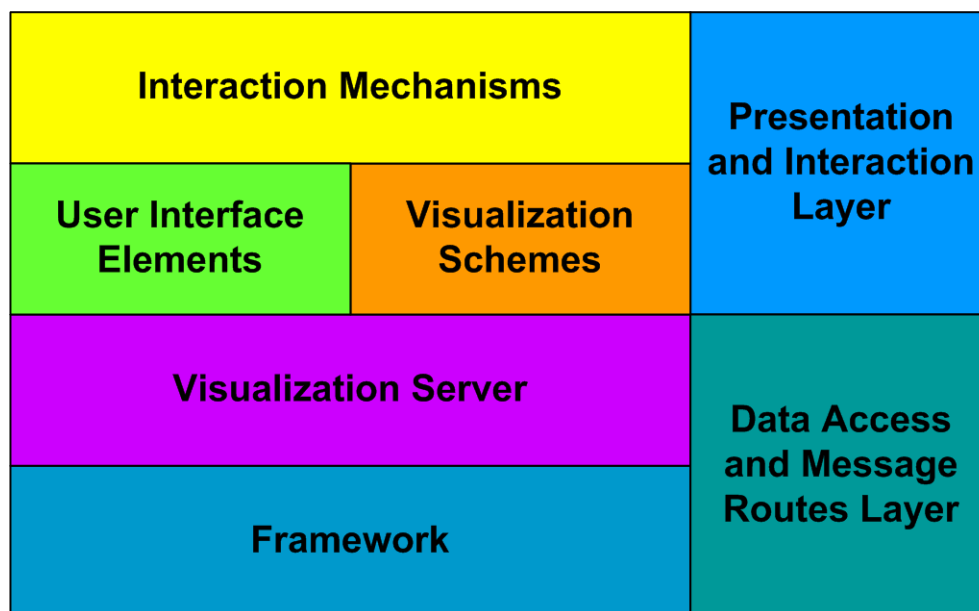 Interaction Mechanisms
Presentation
and Interaction
Layer
User Interface
Elements
Visualization
Schemes
Visualization Server
Data Access
and Message
Routes Layer
Framework